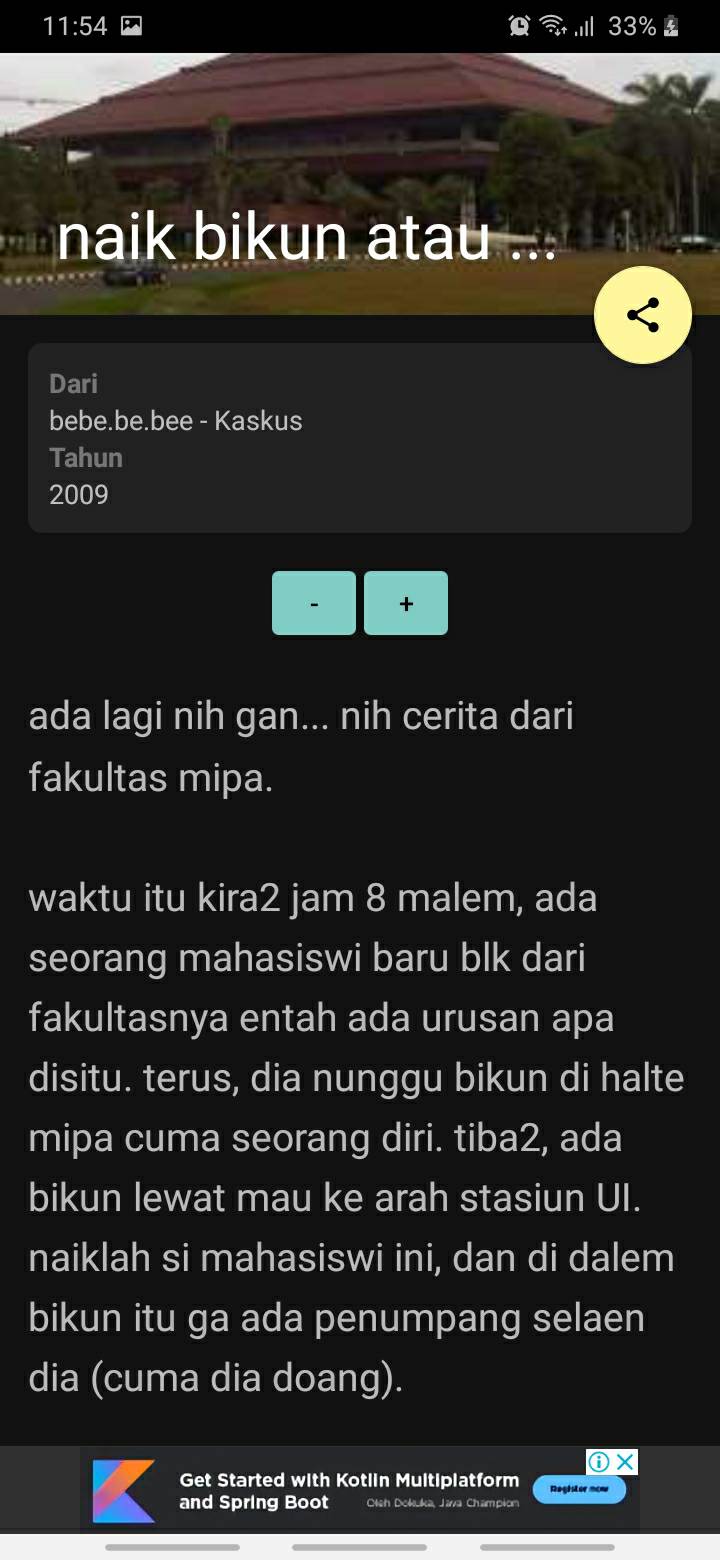 11:54
33%
naik bikun atau ...
Dari
bebe.be.bee - Kaskus
Tahun
2009
- +
ada lagi nih gan... nih cerita dari
fakultas mipa.
waktu itu kira2 jam 8 malem, ada
seorang mahasiswi baru blk dari
fakultasnya entah ada urusan apa
disitu. terus, dia nunggu bikun di halte
mipa cuma seorang diri. tiba2, ada
bikun lewat mau ke arah stasiun UI.
naiklah si mahasiswi ini, dan di dalem
bikun itu ga ada penumpang selaen
dia (cuma dia doang).
Get Started with Kotlin Multiplatform
and Spring Boot
Oleh Dokuka, Java Champion
Register now